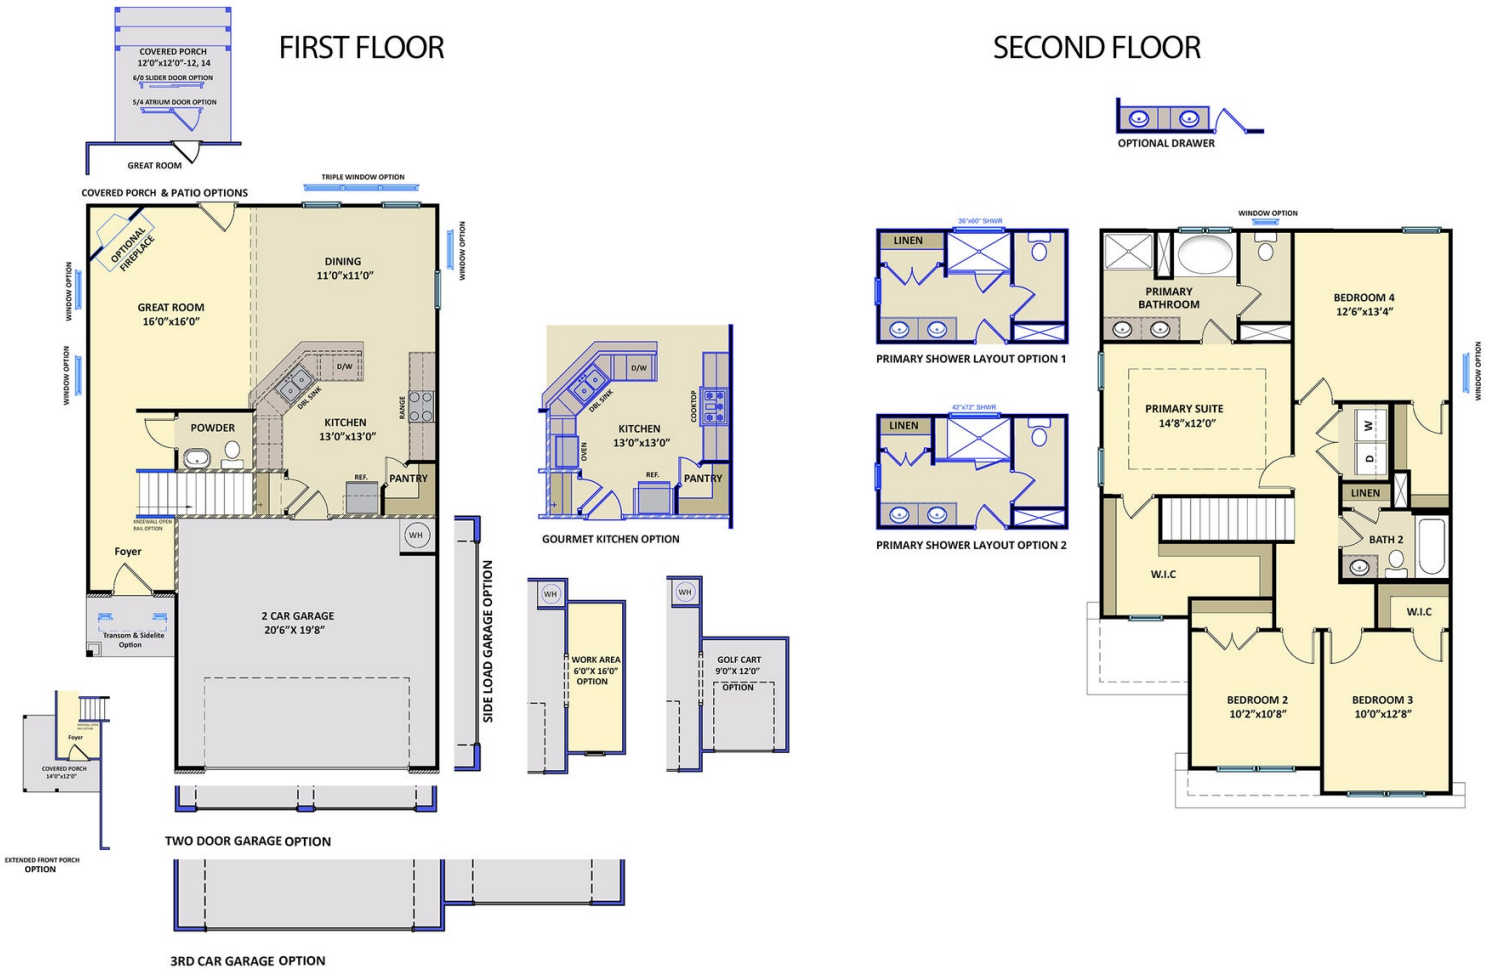 FIRST FLOOR
SECOND FLOOR
COVERED PORCH
12'0"x12'0"-12, 14
6/0 SLIDER DOOR OPTION
5/4 ATRIUM DOOR OPTION
GREAT ROOM
COVERED PORCH & PATIO OPTIONS
TRIPLE WINDOW OPTION
WINDOW OPTION
WINDOW OPTION
WINDOW OPTION
OPTIONAL
FIREPLACE
DINING
11'0"x11'0"
GREAT ROOM
16'0"x16'0"
D/W
DBL SINK
RANGE
KITCHEN
13'0"x13'0"
POWDER
REF.
PANTRY
KNEEWALL OPEN
RAIL OPTION
Foyer
WH
2 CAR GARAGE
20'6"X 19'8"
Transom & Sidelite
Option
SIDE LOAD GARAGE OPTION
Foyer
COVERED PORCH
14'0"x12'0"
EXTENDED FRONT PORCH
OPTION
TWO DOOR GARAGE OPTION
3RD CAR GARAGE OPTION
D/W
DBL SINK
COOKTOP
KITCHEN
13'0"x13'0"
OVEN
REF.
PANTRY
GOURMET KITCHEN OPTION
WH
WORK AREA
6'0"X 16'0"
OPTION
WH
GOLF CART
9'0"X 12'0"
OPTION
OPTIONAL DRAWER
36"x60" SHWR
LINEN
PRIMARY SHOWER LAYOUT OPTION 1
42"x72" SHWR
LINEN
PRIMARY SHOWER LAYOUT OPTION 2
WINDOW OPTION
PRIMARY
BATHROOM
BEDROOM 4
12'6"x13'4"
WINDOW OPTION
PRIMARY SUITE
14'8"x12'0"
W
D
LINEN
BATH 2
W.I.C
W.I.C
BEDROOM 2
10'2"x10'8"
BEDROOM 3
10'0"x12'8"